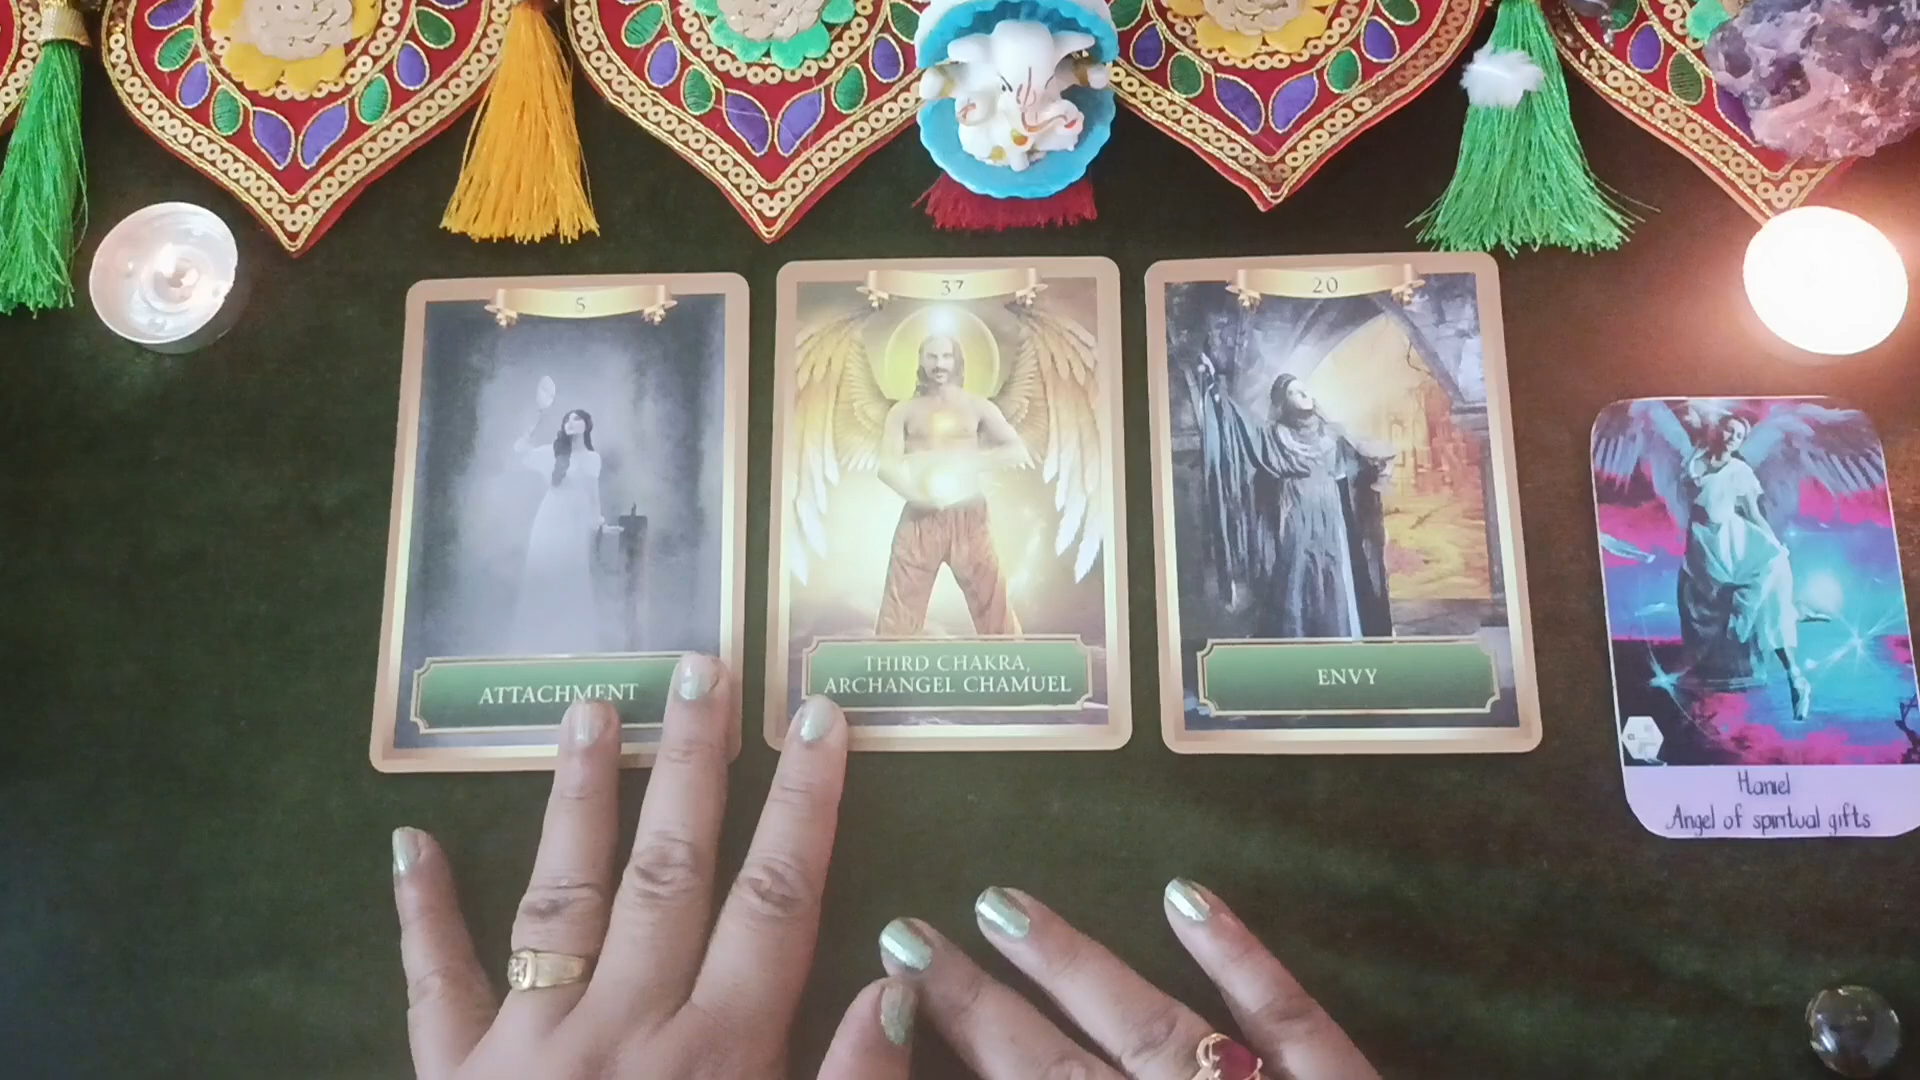 5
ATTACHMENT
37
THIRD CHAKRA,
ARCHANGEL CHAMUEL
20
ENVY
Haniel
Angel of spiritual gifts